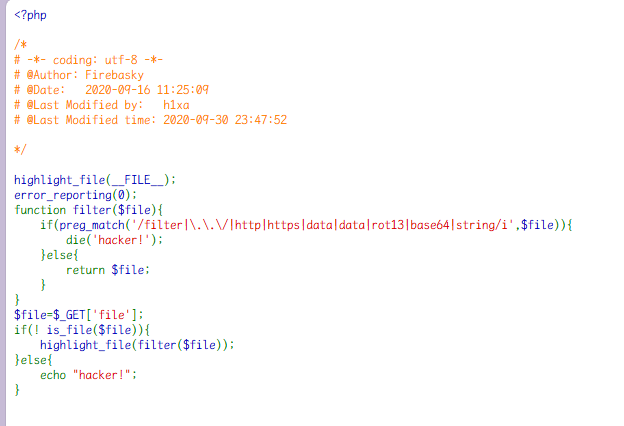 <?php
/*
# -*- coding: utf-8 -*-
# @Author: Firebasky
# @Date:   2020-09-16 11:25:09
# @Last Modified by:   h1xa
# @Last Modified time: 2020-09-30 23:47:52
*/
highlight_file(__FILE__);
error_reporting(0);
function filter($file){
    if(preg_match('/filter|\.\.\/|http|https|data|data|rot13|base64|string/i',$file)){
        die('hacker!');
    }else{
        return $file;
    }
}
$file=$_GET['file'];
if(! is_file($file)){
    highlight_file(filter($file));
}else{
    echo "hacker!";
}